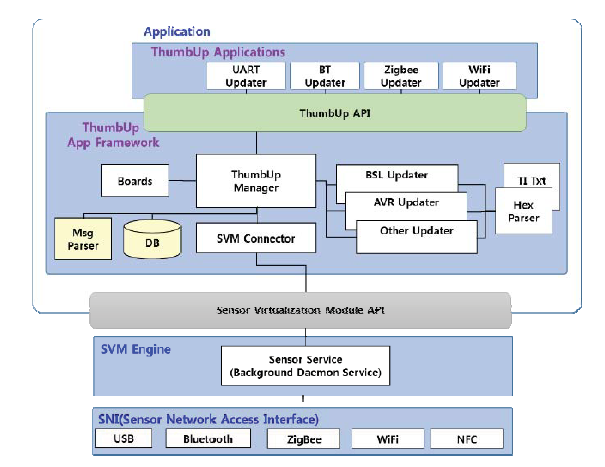 Application
ThumbUp Applications
UART
Updater
BT
Updater
Zigbee
Updater
WiFi
Updater
ThumbUp API
ThumbUp
App Framework
Boards
ThumbUp
Manager
BSL Updater
AVR Updater
Other Updater
TI Txt
Hex
Parser
Msg
Parser
DB
SVM Connector
Sensor Virtualization Module API
SVM Engine
Sensor Service
(Background Daemon Service)
SNI(Sensor Network Access Interface)
USB
Bluetooth
ZigBee
WiFi
NFC